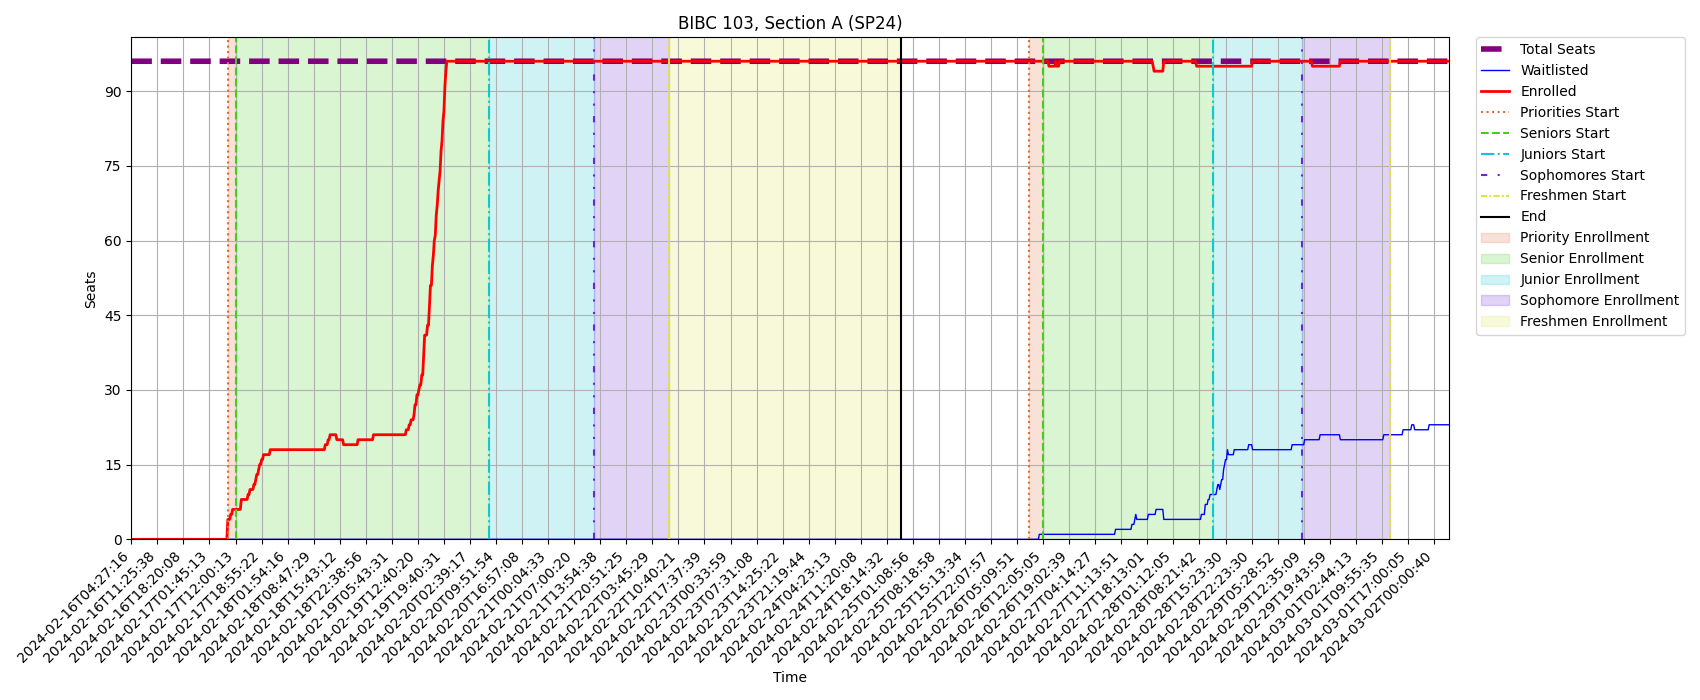 BIBC 103, Section A (SP24)
Seats
90
75
60
45
30
15
0
2024-02-16T04:27:16
2024-02-16T11:25:38
2024-02-16T18:20:08
2024-02-17T01:45:13
2024-02-17T12:00:13
2024-02-17T18:55:22
2024-02-18T01:54:16
2024-02-18T08:47:29
2024-02-18T15:43:12
2024-02-18T22:38:56
2024-02-19T05:43:31
2024-02-19T12:40:20
2024-02-19T19:40:31
2024-02-20T02:39:17
2024-02-20T09:51:54
2024-02-20T16:57:08
2024-02-21T00:04:33
2024-02-21T07:00:20
2024-02-21T13:54:38
2024-02-21T20:51:25
2024-02-22T03:45:29
2024-02-22T10:40:21
2024-02-22T17:37:39
2024-02-23T00:33:59
2024-02-23T07:31:08
2024-02-23T14:25:22
2024-02-23T21:19:44
2024-02-24T04:23:13
2024-02-24T11:20:08
2024-02-24T18:14:32
2024-02-25T01:08:56
2024-02-25T08:18:58
2024-02-25T15:13:34
2024-02-25T22:07:57
2024-02-26T05:09:51
2024-02-26T12:05:05
2024-02-26T19:02:39
2024-02-27T04:14:27
2024-02-27T11:13:51
2024-02-27T18:13:01
2024-02-28T01:12:05
2024-02-28T08:21:42
2024-02-28T15:23:30
2024-02-28T22:23:30
2024-02-29T05:28:52
2024-02-29T12:35:09
2024-02-29T19:43:59
2024-03-01T02:44:13
2024-03-01T09:55:35
2024-03-01T17:00:05
2024-03-02T00:00:40
Time
Total Seats
Waitlisted
Enrolled
Priorities Start
Seniors Start
Juniors Start
Sophomores Start
Freshmen Start
End
Priority Enrollment
Senior Enrollment
Junior Enrollment
Sophomore Enrollment
Freshmen Enrollment